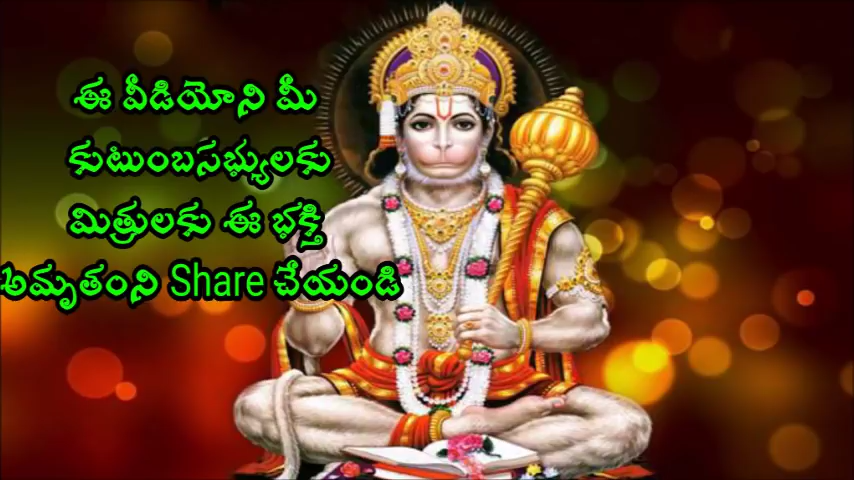 ఈ వీడియోని మీ
కుటుంబసభ్యులకు
మిత్రులకు ఈ భక్తి
అమృతంని Share చేయండి